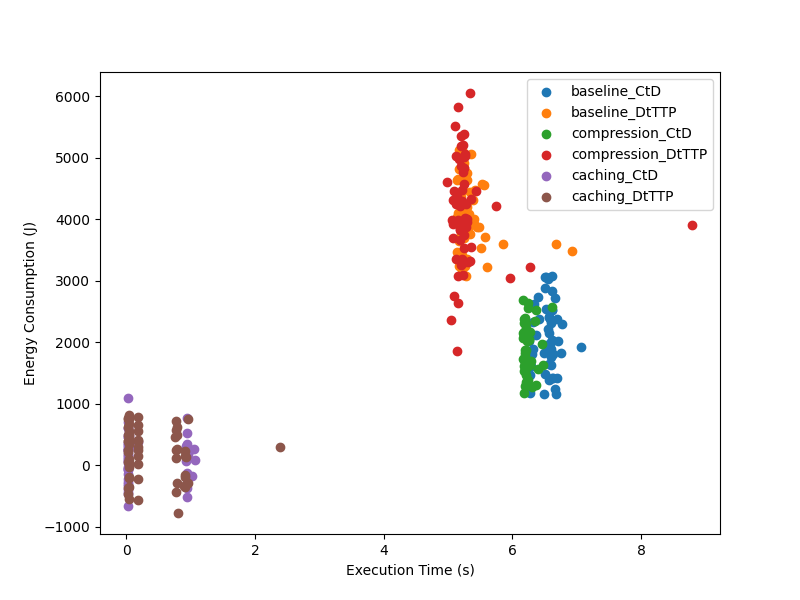 6000
5000
4000
3000
2000
1000
0
−1000
Energy Consumption (J)
baseline_CtD
baseline_DtTTP
compression_CtD
compression_DtTTP
caching_CtD
caching_DtTTP
0 2 4 6 8
Execution Time (s)